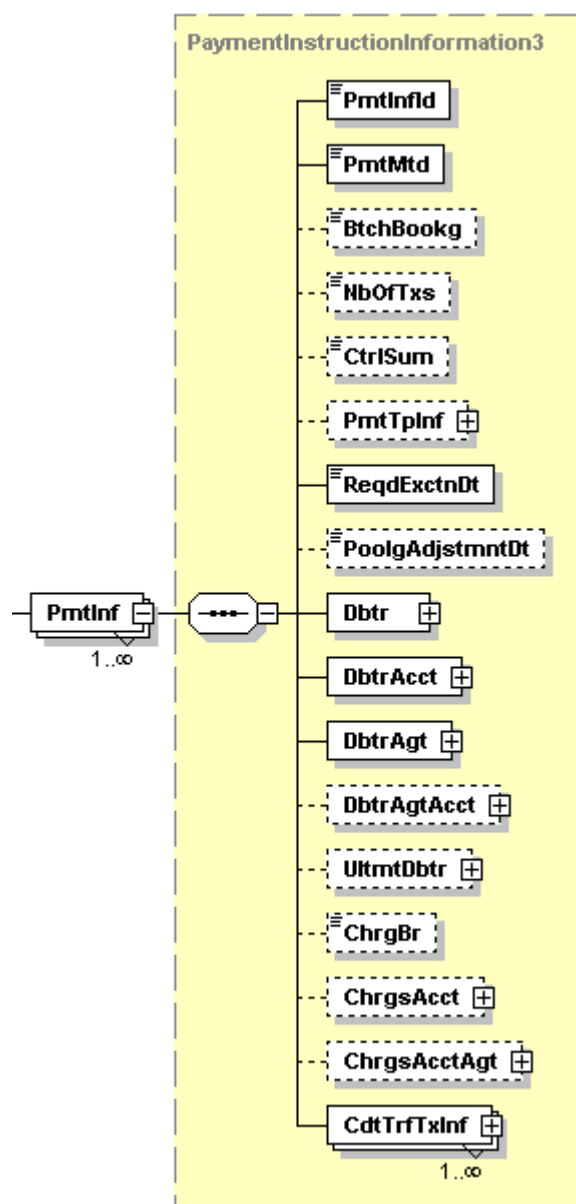 PaymentInstructionInformation3
PmtInfId
PmtMtd
BtchBookg
NbOfTxs
CtrlSum
PmtTpInf
ReqdExctnDt
PoolgAdjstmntDt
PmtInf
1..∞
Dbtr
DbtrAcct
DbtrAgt
DbtrAgtAcct
UltmtDbtr
ChrgBr
ChrgsAcct
ChrgsAcctAgt
CdtTrfTxInf
1..∞